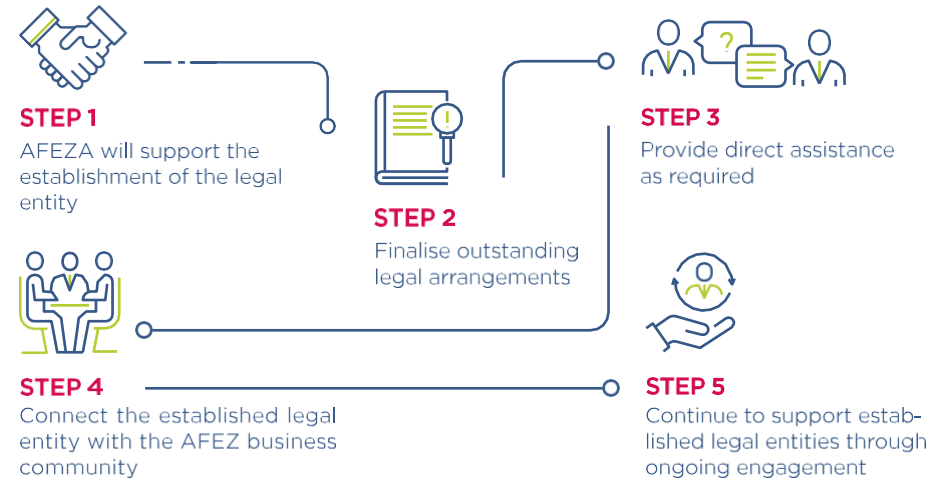 ?
!
STEP 1
AFEZA will support the
establishment of the legal
entity
STEP 2
Finalise outstanding
legal arrangements
STEP 3
Provide direct assistance
as required
STEP 4
Connect the established legal
entity with the AFEZ business
community
STEP 5
Continue to support estab-
lished legal entities through
ongoing engagement